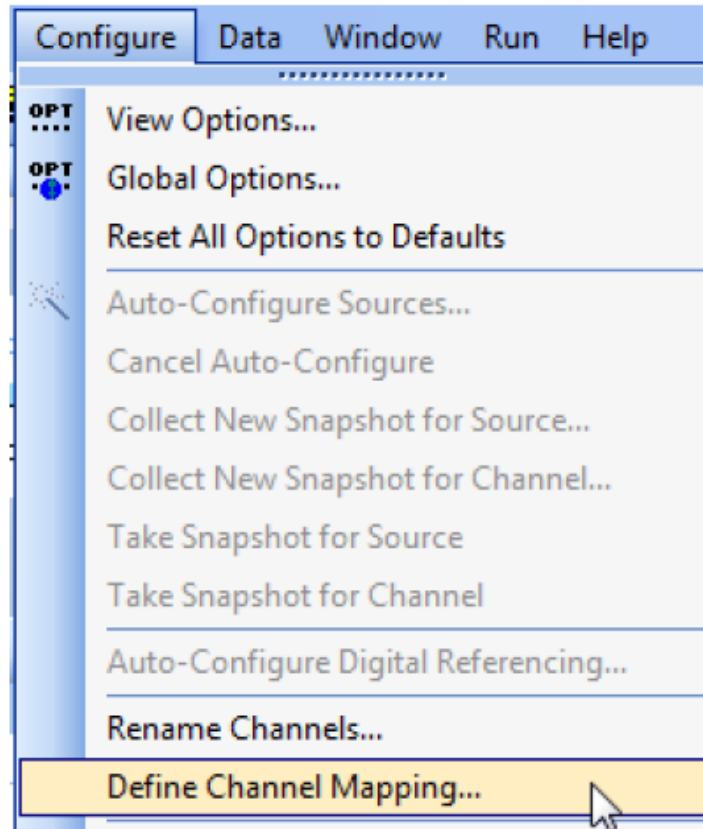 Configure Data Window Run Help
OPT View Options...
OPT Global Options...
Reset All Options to Defaults
Auto-Configure Sources...
Cancel Auto-Configure
Collect New Snapshot for Source...
Collect New Snapshot for Channel...
Take Snapshot for Source
Take Snapshot for Channel
Auto-Configure Digital Referencing...
Rename Channels...
Define Channel Mapping...